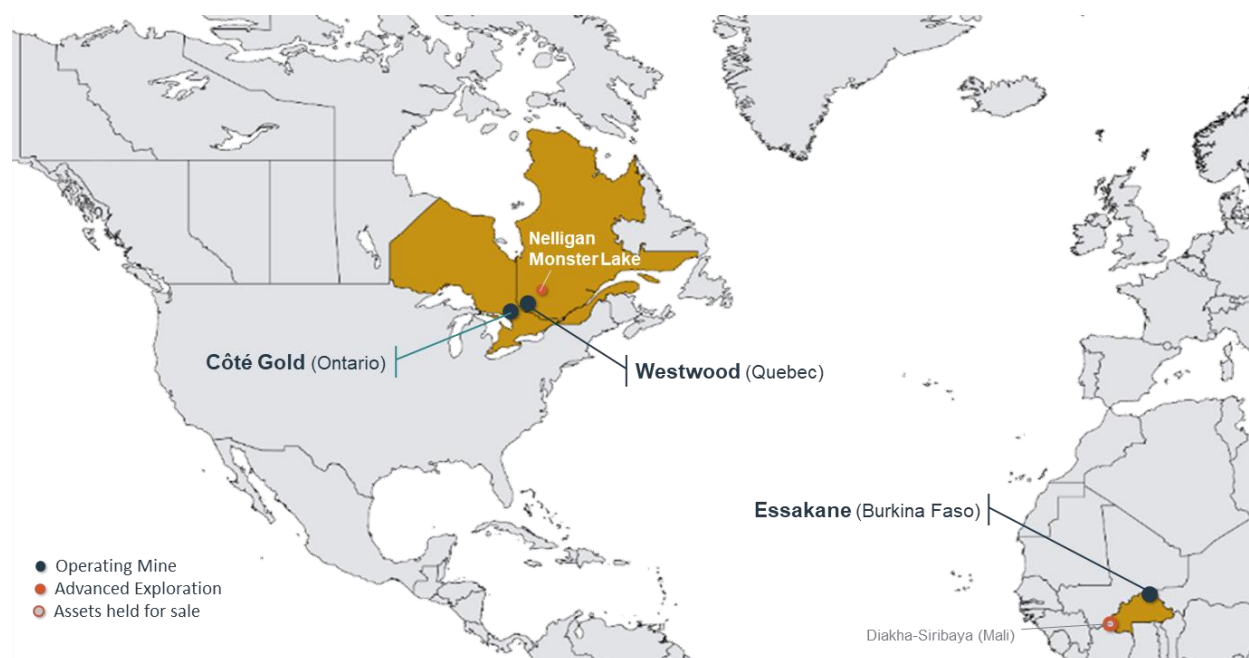 Nelligan
Monster Lake
Côté Gold (Ontario)
Westwood (Quebec)
Essakane (Burkina Faso)
Operating Mine
Advanced Exploration
Assets held for sale
Diakha-Siribaya (Mali)